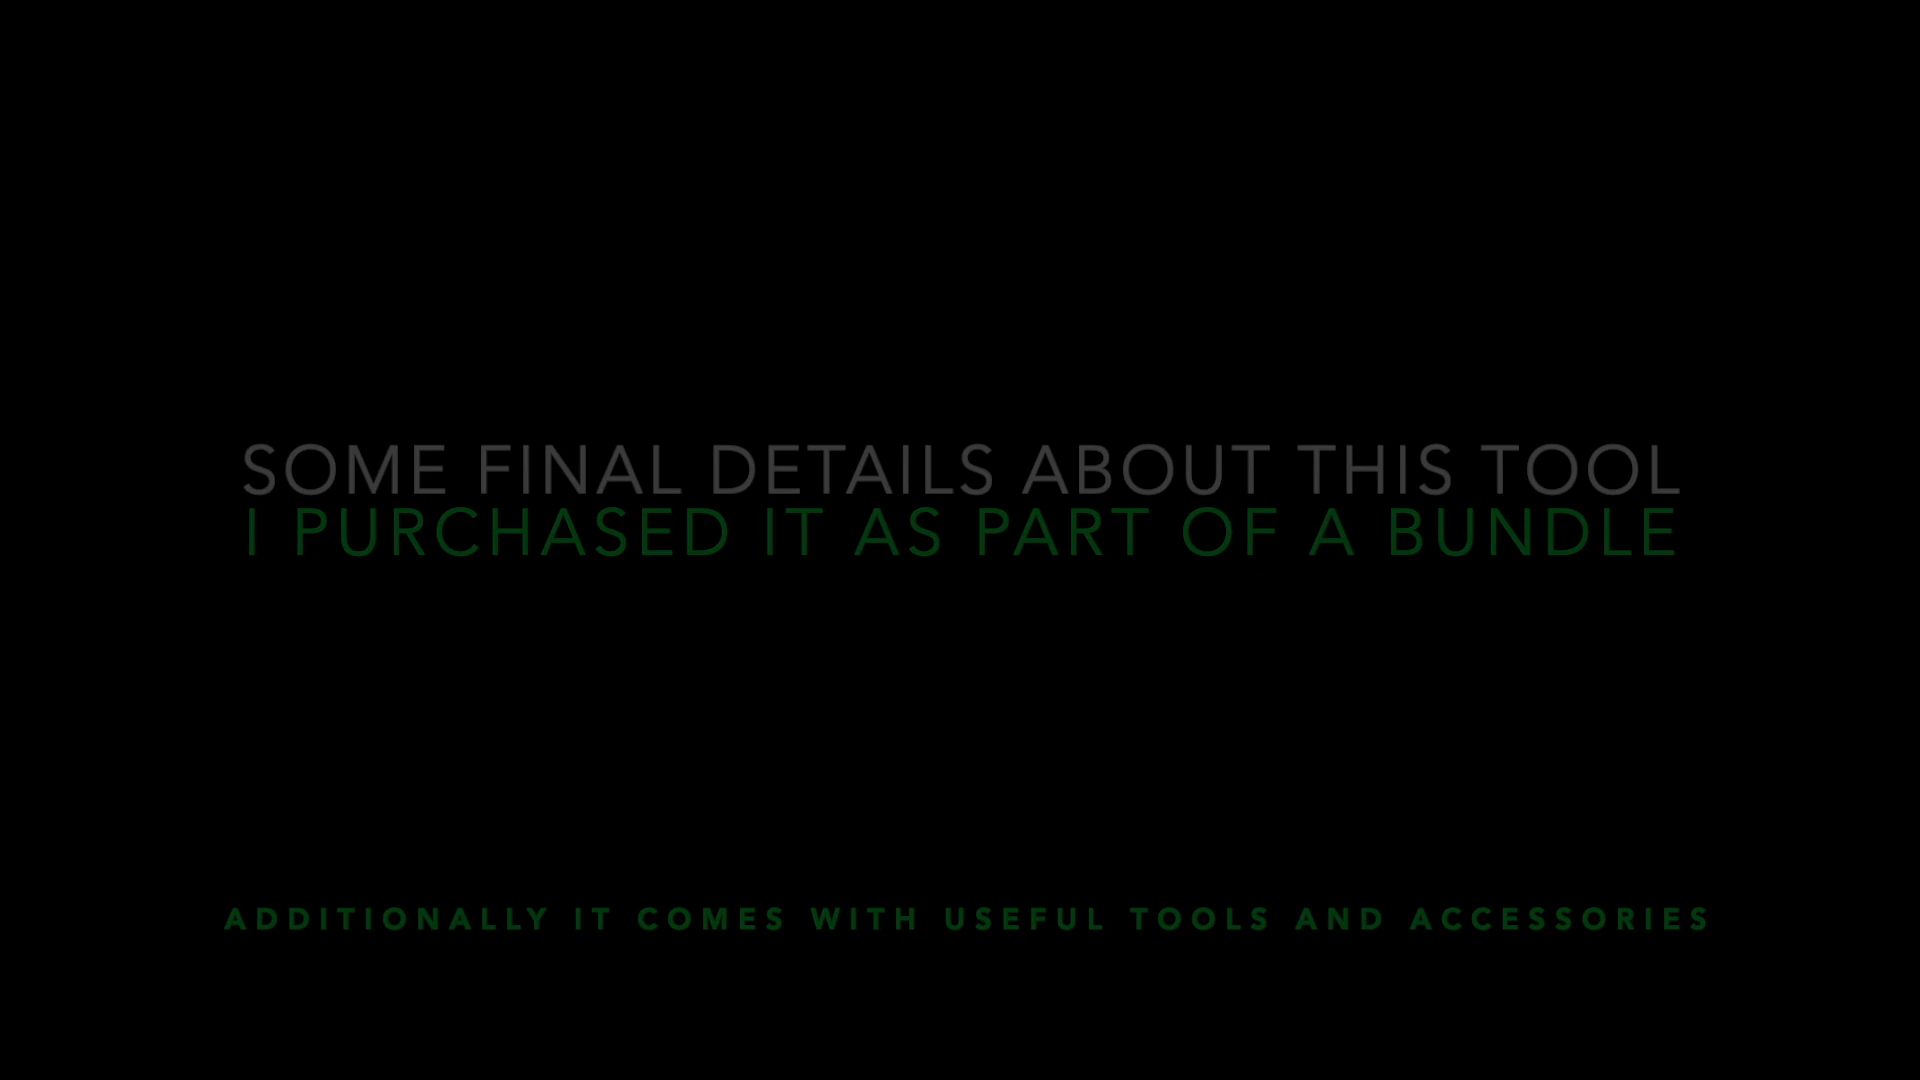 SOME FINAL DETAILS ABOUT THIS TOOL
I PURCHASED IT AS PART OF A BUNDLE
ADDITIONALLY IT COMES WITH USEFUL TOOLS AND ACCESSORIES